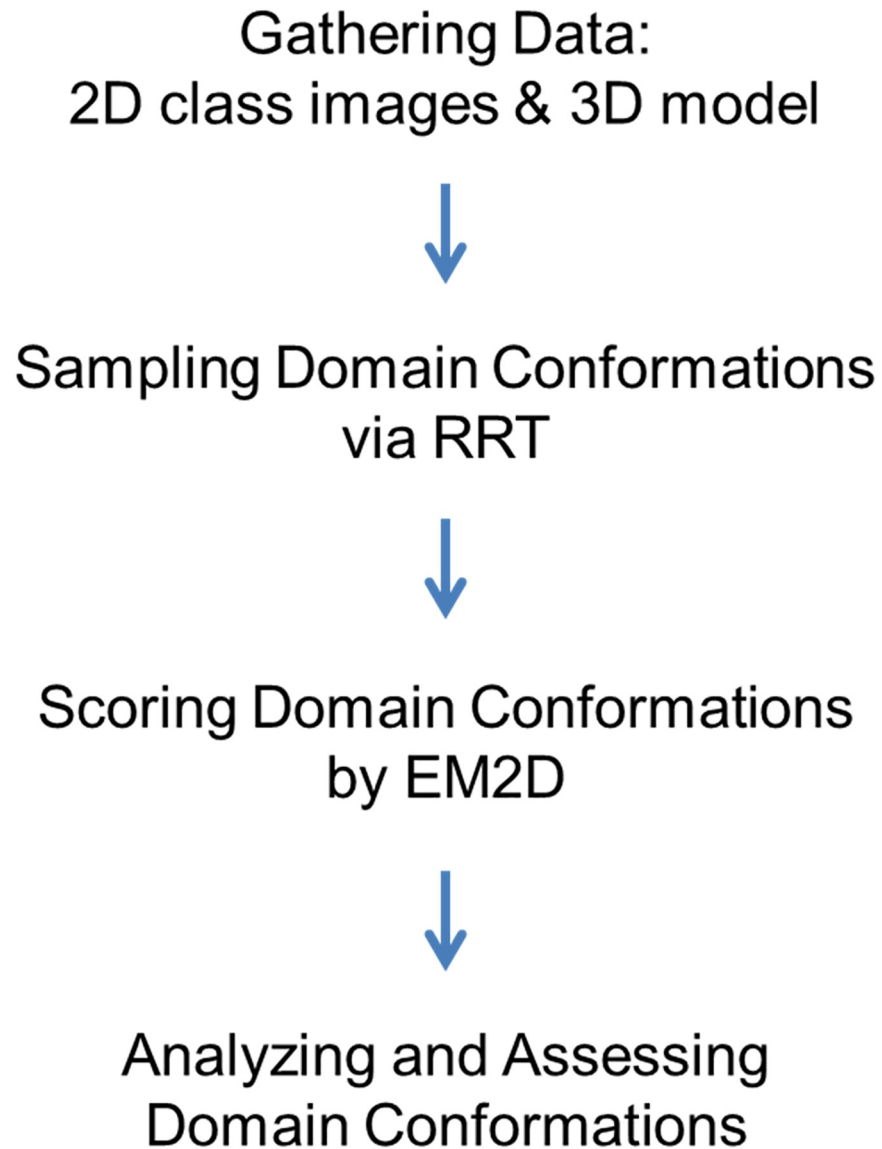 Gathering Data:
2D class images & 3D model
Sampling Domain Conformations
via RRT
Scoring Domain Conformations
by EM2D
Analyzing and Assessing
Domain Conformations